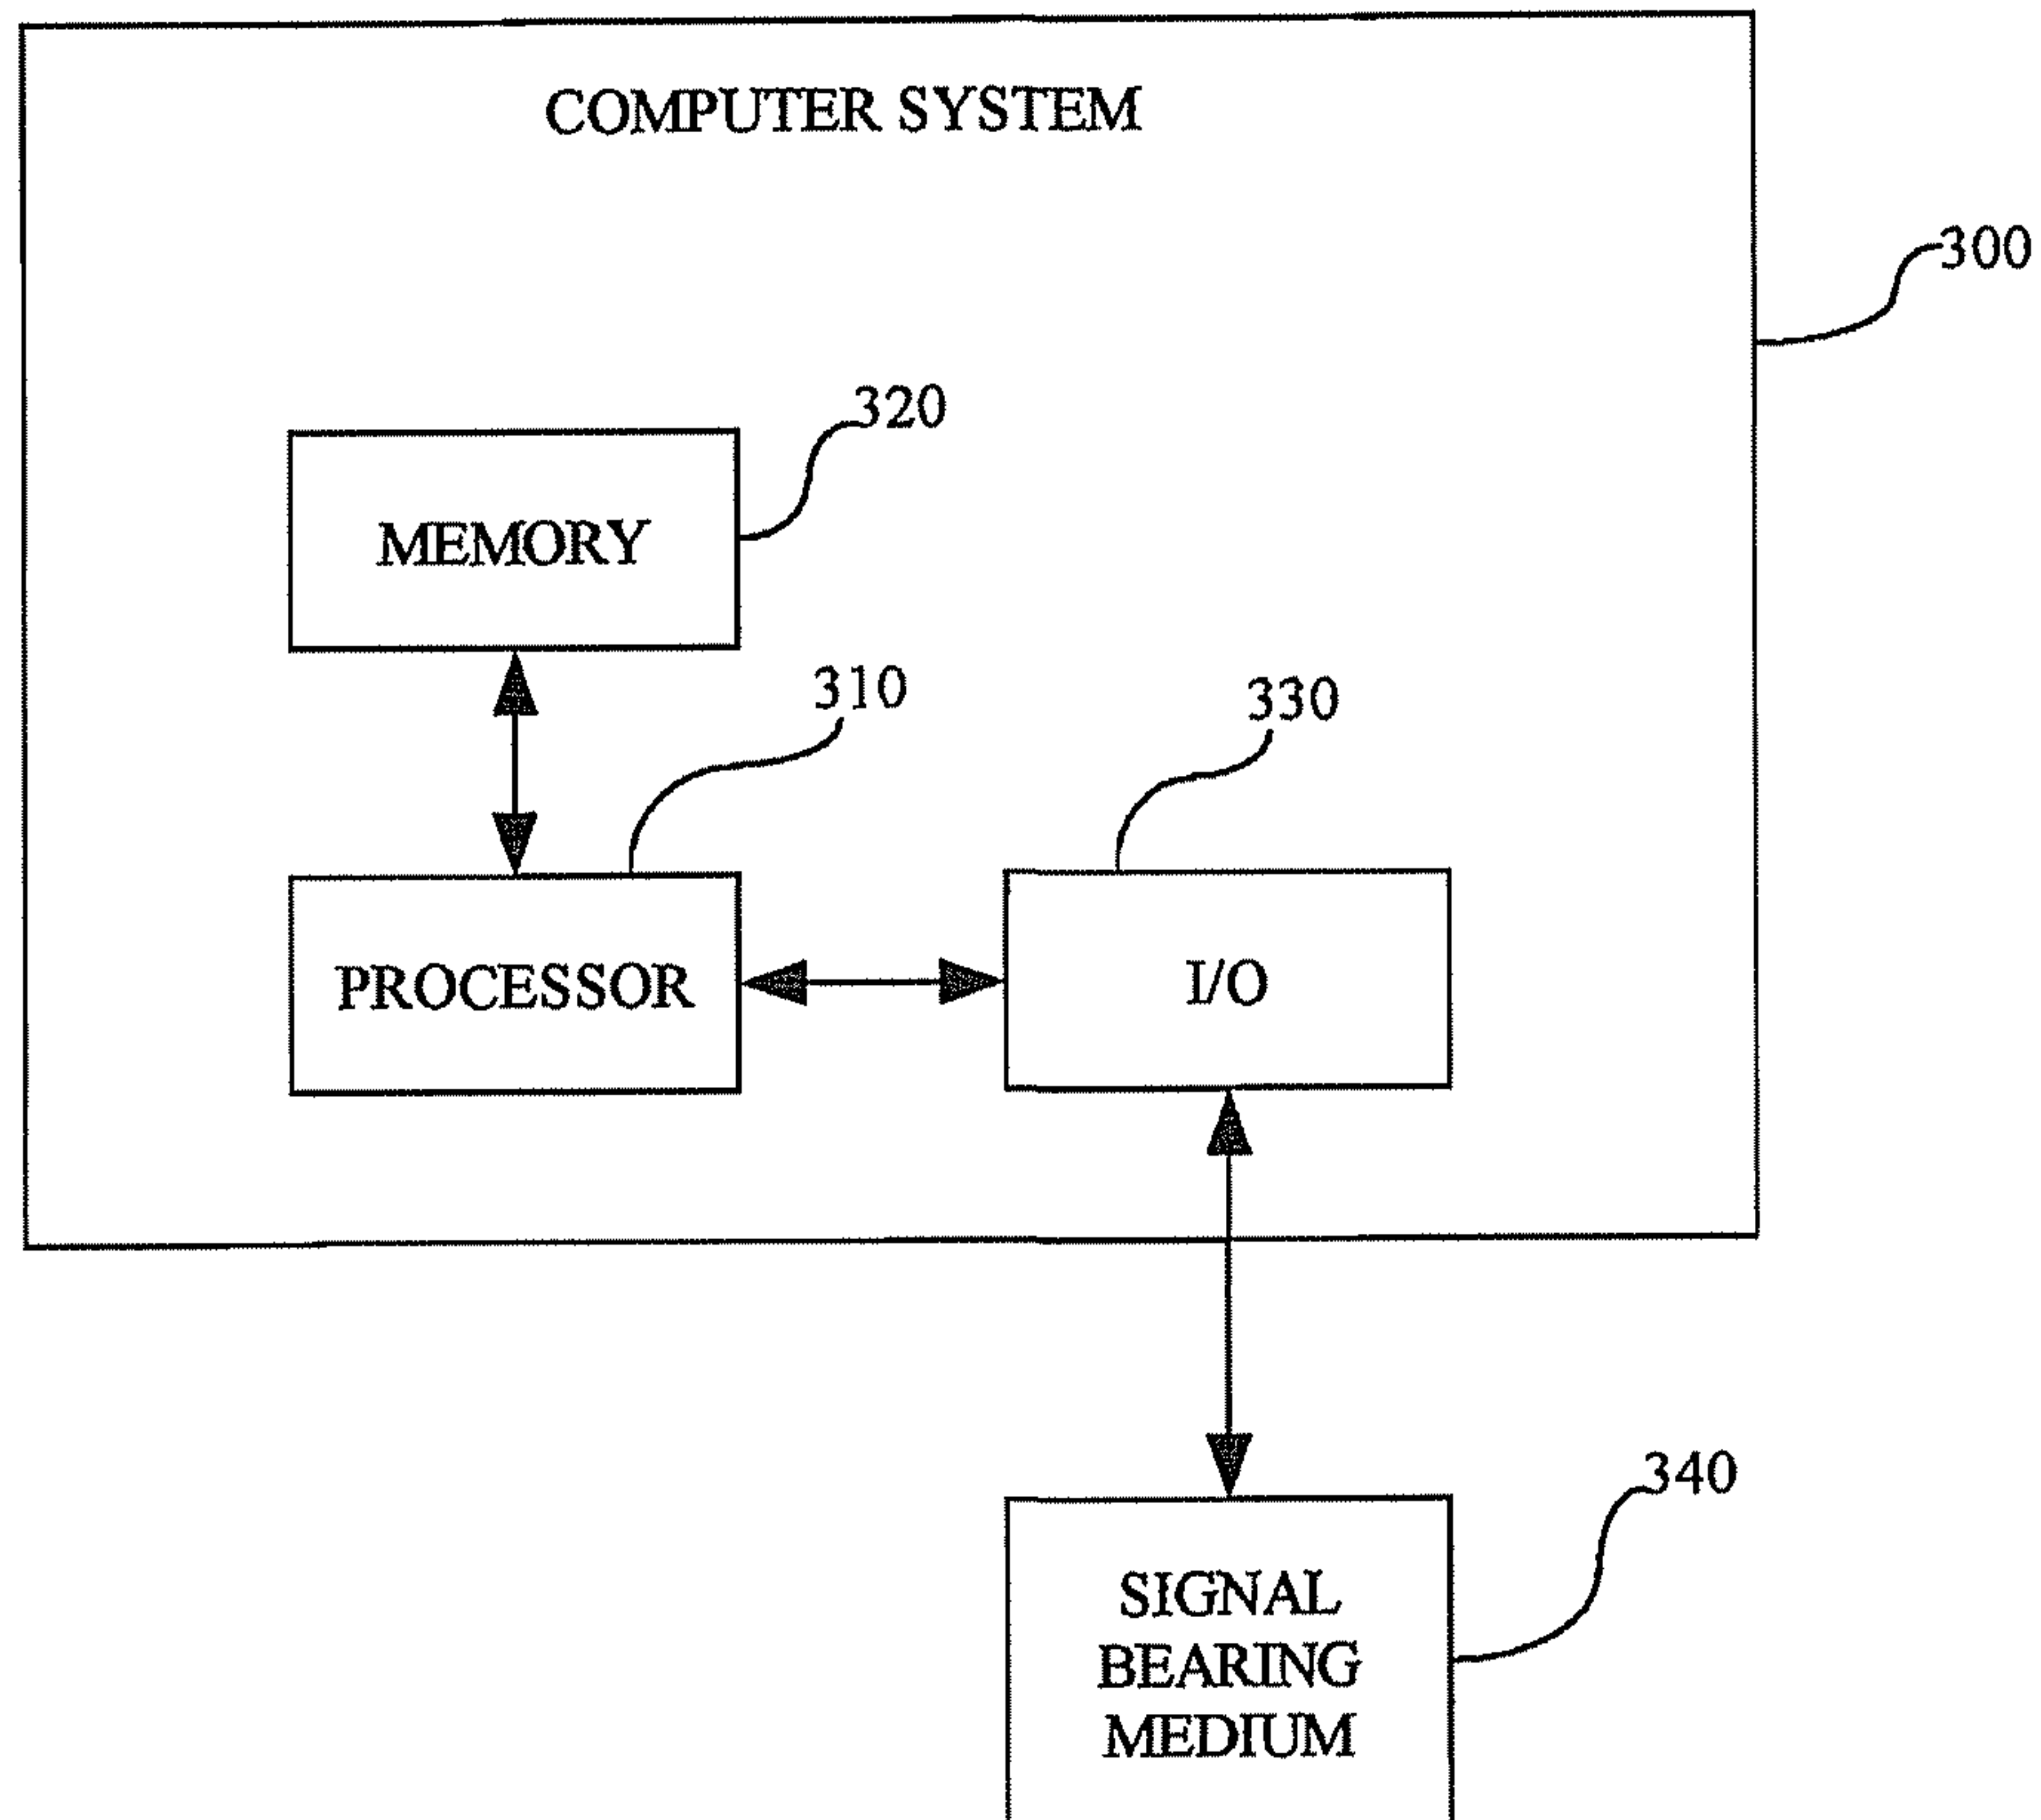 COMPUTER SYSTEM
300
320
MEMORY
310
330
PROCESSOR
I/O
340
SIGNAL
BEARING
MEDIUM